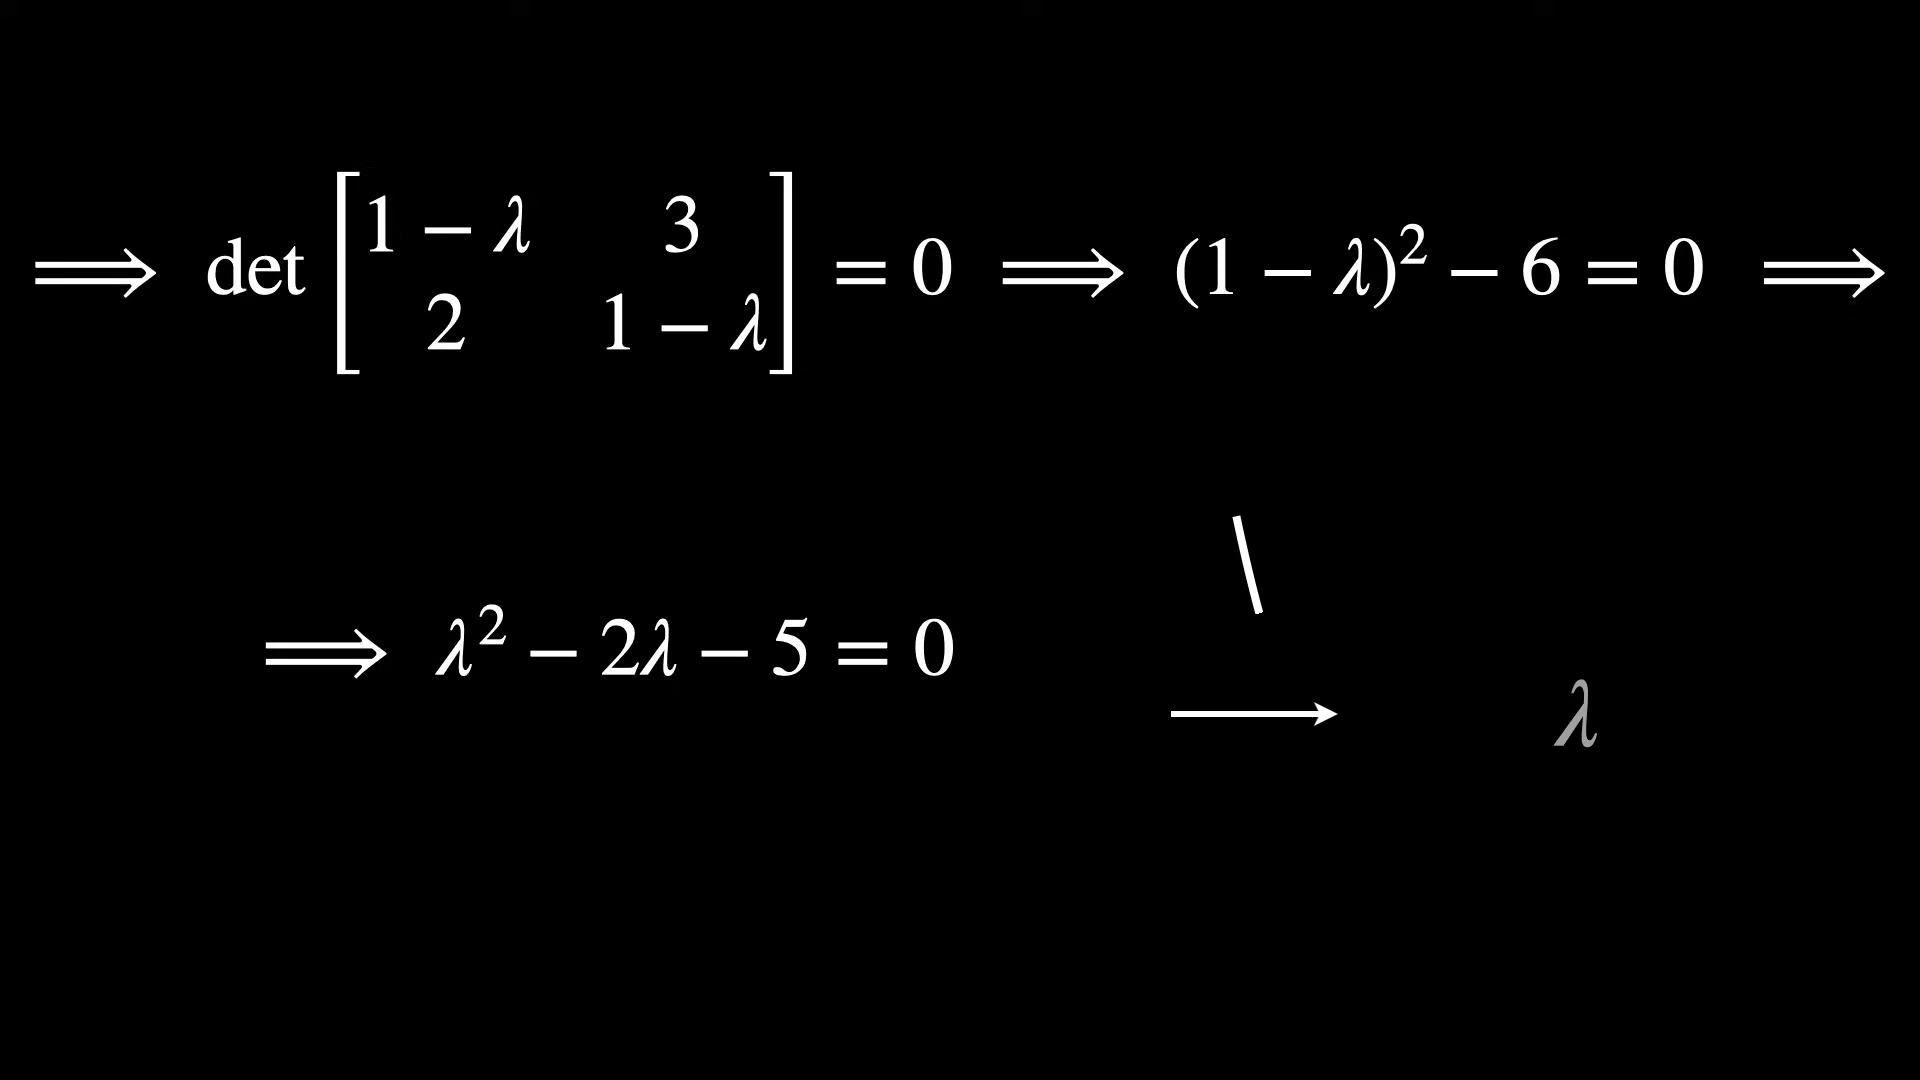 ⟹ det [1 − λ 3; 2 1 − λ] = 0 ⟹ (1 − λ)² − 6 = 0 ⟹
⟹ λ² − 2λ − 5 = 0 ⟶ λ